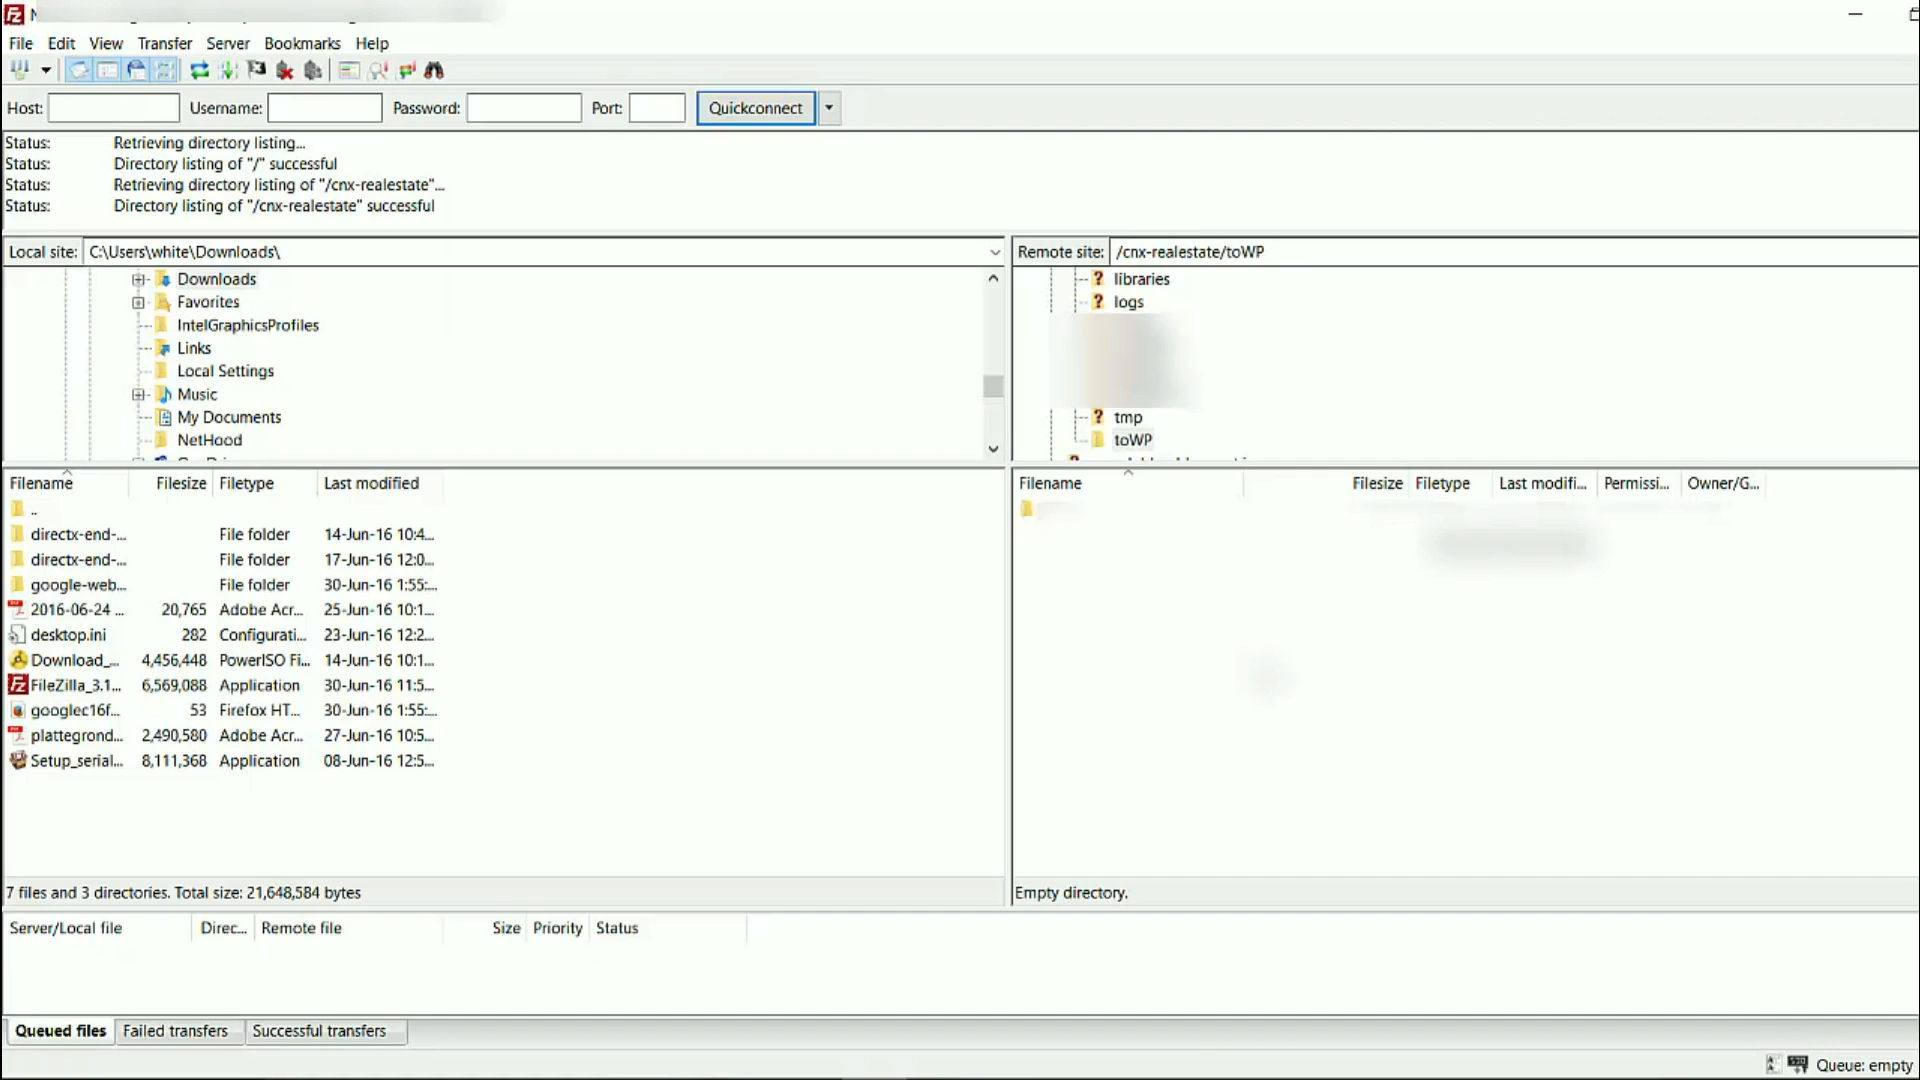 File Edit View Transfer Server Bookmarks Help
Host: Username: Password: Port: Quickconnect
Status: Retrieving directory listing...
Status: Directory listing of "/" successful
Status: Retrieving directory listing of "/cnx-realestate"...
Status: Directory listing of "/cnx-realestate" successful
Local site: C:\Users\white\Downloads\
Downloads
Favorites
IntelGraphicsProfiles
Links
Local Settings
Music
My Documents
NetHood
Remote site: /cnx-realestate/toWP
libraries
logs
tmp
toWP
Filename Filesize Filetype Last modified
..
directx-end-... File folder 14-Jun-16 10:4...
directx-end-... File folder 17-Jun-16 12:0...
google-web... File folder 30-Jun-16 1:55:...
2016-06-24 ... 20,765 Adobe Acr... 25-Jun-16 10:1...
desktop.ini 282 Configurati... 23-Jun-16 12:2...
Download_... 4,456,448 PowerISO Fi... 14-Jun-16 10:1...
FileZilla_3.1... 6,569,088 Application 30-Jun-16 11:5...
googlec16f... 53 Firefox HT... 30-Jun-16 1:55:...
plattegrond... 2,490,580 Adobe Acr... 27-Jun-16 10:5...
Setup_serial... 8,111,368 Application 08-Jun-16 12:5...
7 files and 3 directories. Total size: 21,648,584 bytes
Filename Filesize Filetype Last modifi... Permissi... Owner/G...
Empty directory.
Server/Local file Direc... Remote file Size Priority Status
Queued files Failed transfers Successful transfers
Queue: empty